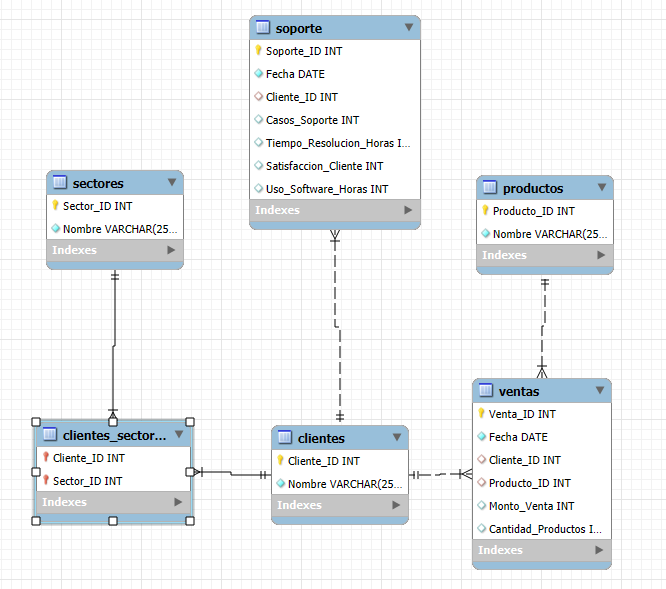 soporte
Soporte_ID INT
Fecha DATE
Cliente_ID INT
Casos_Soporte INT
Tiempo_Resolucion_Horas I...
Satisfaccion_Cliente INT
Uso_Software_Horas INT
Indexes
sectores
Sector_ID INT
Nombre VARCHAR(25...
Indexes
productos
Producto_ID INT
Nombre VARCHAR(25...
Indexes
clientes_sector...
Cliente_ID INT
Sector_ID INT
Indexes
clientes
Cliente_ID INT
Nombre VARCHAR(25...
Indexes
ventas
Venta_ID INT
Fecha DATE
Cliente_ID INT
Producto_ID INT
Monto_Venta INT
Cantidad_Productos I...
Indexes